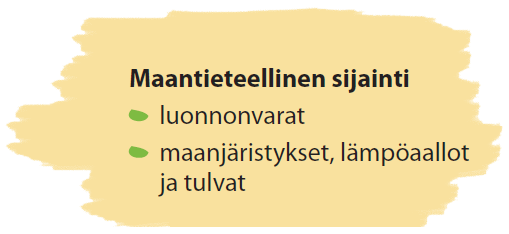 Maantieteellinen sijainti
luonnonvarat
maanjäristykset, lämpöaallot
ja tulvat